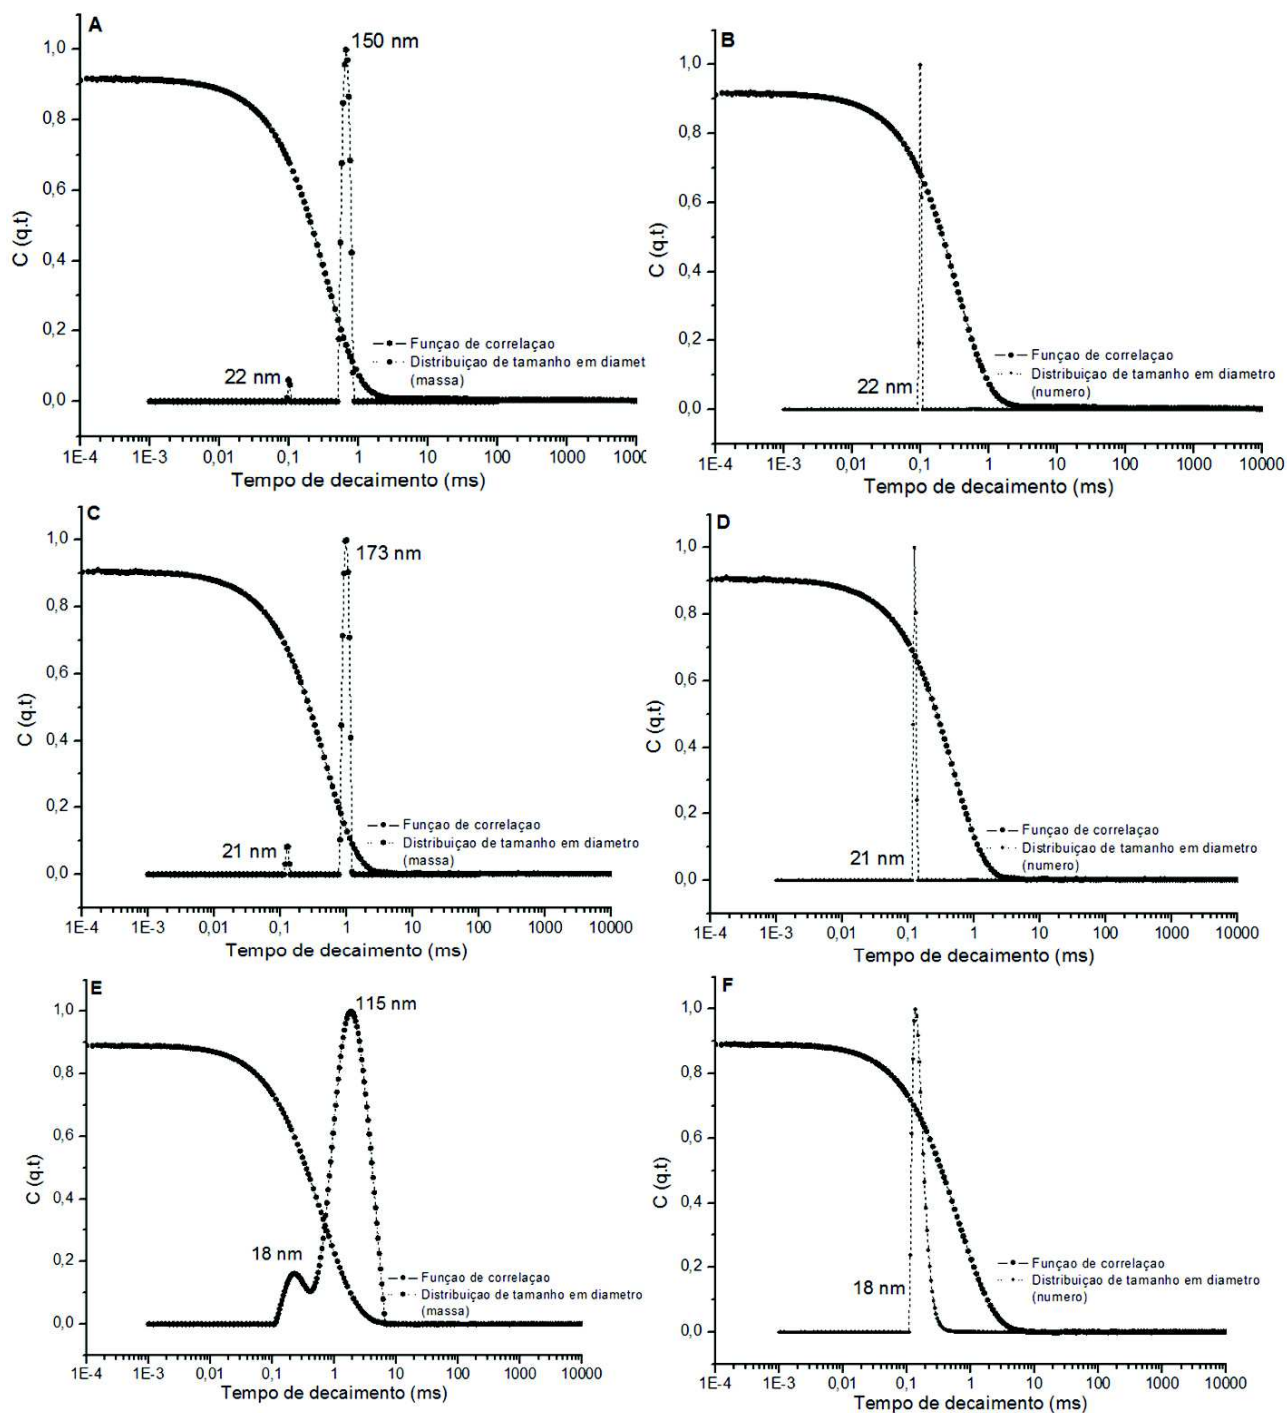 A
150 nm
1,0
0,8
0,6
0,4
0,2
0,0
C (q.t)
22 nm
Funçao de correlaçao
Distribuiçao de tamanho em diamet
(massa)
1E-4 1E-3 0,01 0,1 1 10 100 1000 1000
Tempo de decaimento (ms)
B
1,0
0,8
0,6
0,4
0,2
0,0
C (q.t)
22 nm
Funçao de correlaçao
Distribuiçao de tamanho em diametro
(numero)
1E-4 1E-3 0,01 0,1 1 10 100 1000 10000
Tempo de decaimento (ms)
C
173 nm
1,0
0,8
0,6
0,4
0,2
0,0
C (q.t)
21 nm
Funçao de correlaçao
Distribuiçao de tamanho em diametro
(massa)
1E-4 1E-3 0,01 0,1 1 10 100 1000 10000
Tempo de decaimento (ms)
D
1,0
0,8
0,6
0,4
0,2
0,0
C (q.t)
21 nm
Funçao de correlaçao
Distribuiçao de tamanho em diametro
(numero)
1E-4 1E-3 0,01 0,1 1 10 100 1000 10000
Tempo de decaimento (ms)
E
115 nm
1,0
0,8
0,6
0,4
0,2
0,0
C (q.t)
18 nm
Funçao de correlaçao
Distribuiçao de tamanho em diametro
(massa)
1E-4 1E-3 0,01 0,1 1 10 100 1000 10000
Tempo de decaimento (ms)
F
1,0
0,8
0,6
0,4
0,2
0,0
C (q.t)
18 nm
Funçao de correlaçao
Distribuiçao de tamanho em diametro
(numero)
1E-4 1E-3 0,01 0,1 1 10 100 1000 10000
Tempo de decaimento (ms)